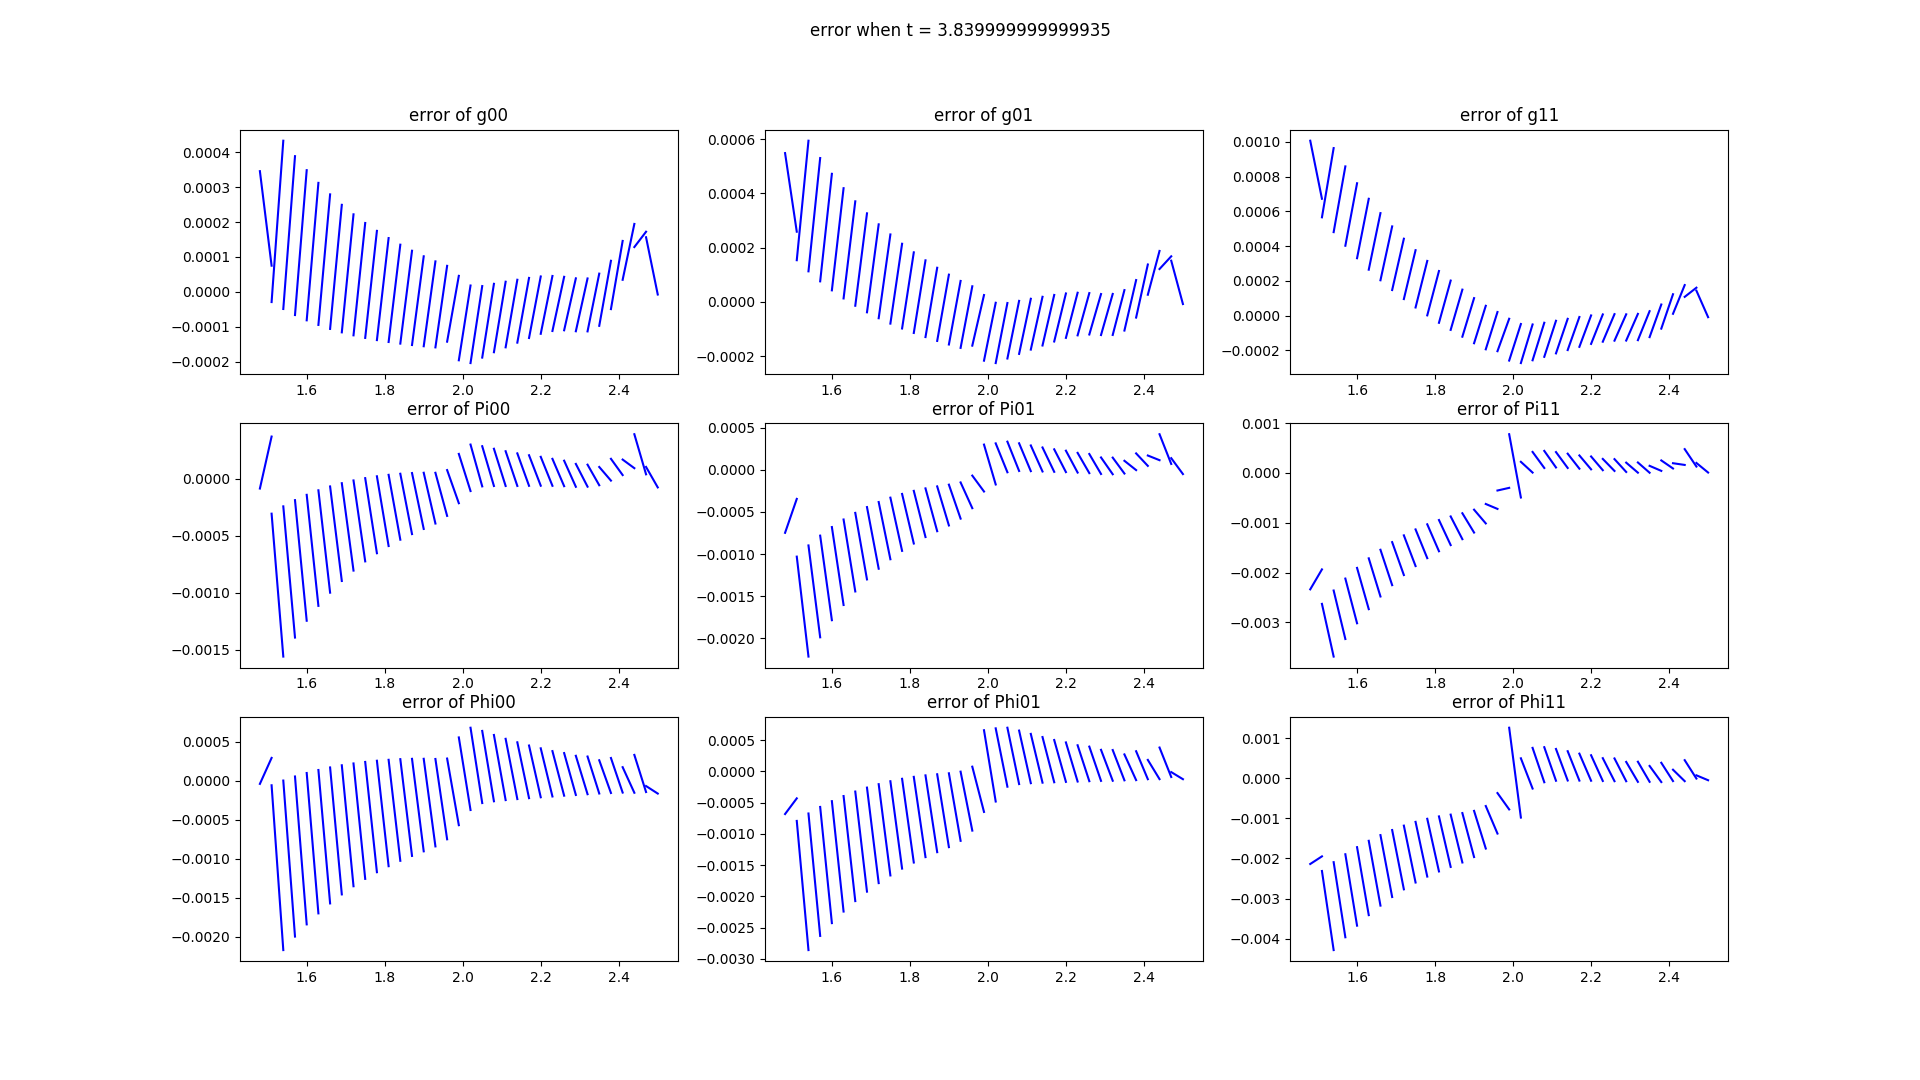 error when t = 3.839999999999935
error of g00
error of g01
error of g11
0.0004
0.0003
0.0002
0.0001
0.0000
−0.0001
−0.0002
1.6 1.8 2.0 2.2 2.4
0.0006
0.0004
0.0002
0.0000
−0.0002
1.6 1.8 2.0 2.2 2.4
0.0010
0.0008
0.0006
0.0004
0.0002
0.0000
−0.0002
1.6 1.8 2.0 2.2 2.4
error of Pi00
error of Pi01
error of Pi11
0.0000
−0.0005
−0.0010
−0.0015
1.6 1.8 2.0 2.2 2.4
0.0005
0.0000
−0.0005
−0.0010
−0.0015
−0.0020
1.6 1.8 2.0 2.2 2.4
0.001
0.000
−0.001
−0.002
−0.003
1.6 1.8 2.0 2.2 2.4
error of Phi00
error of Phi01
error of Phi11
0.0005
0.0000
−0.0005
−0.0010
−0.0015
−0.0020
1.6 1.8 2.0 2.2 2.4
0.0005
0.0000
−0.0005
−0.0010
−0.0015
−0.0020
−0.0025
−0.0030
1.6 1.8 2.0 2.2 2.4
0.001
0.000
−0.001
−0.002
−0.003
−0.004
1.6 1.8 2.0 2.2 2.4